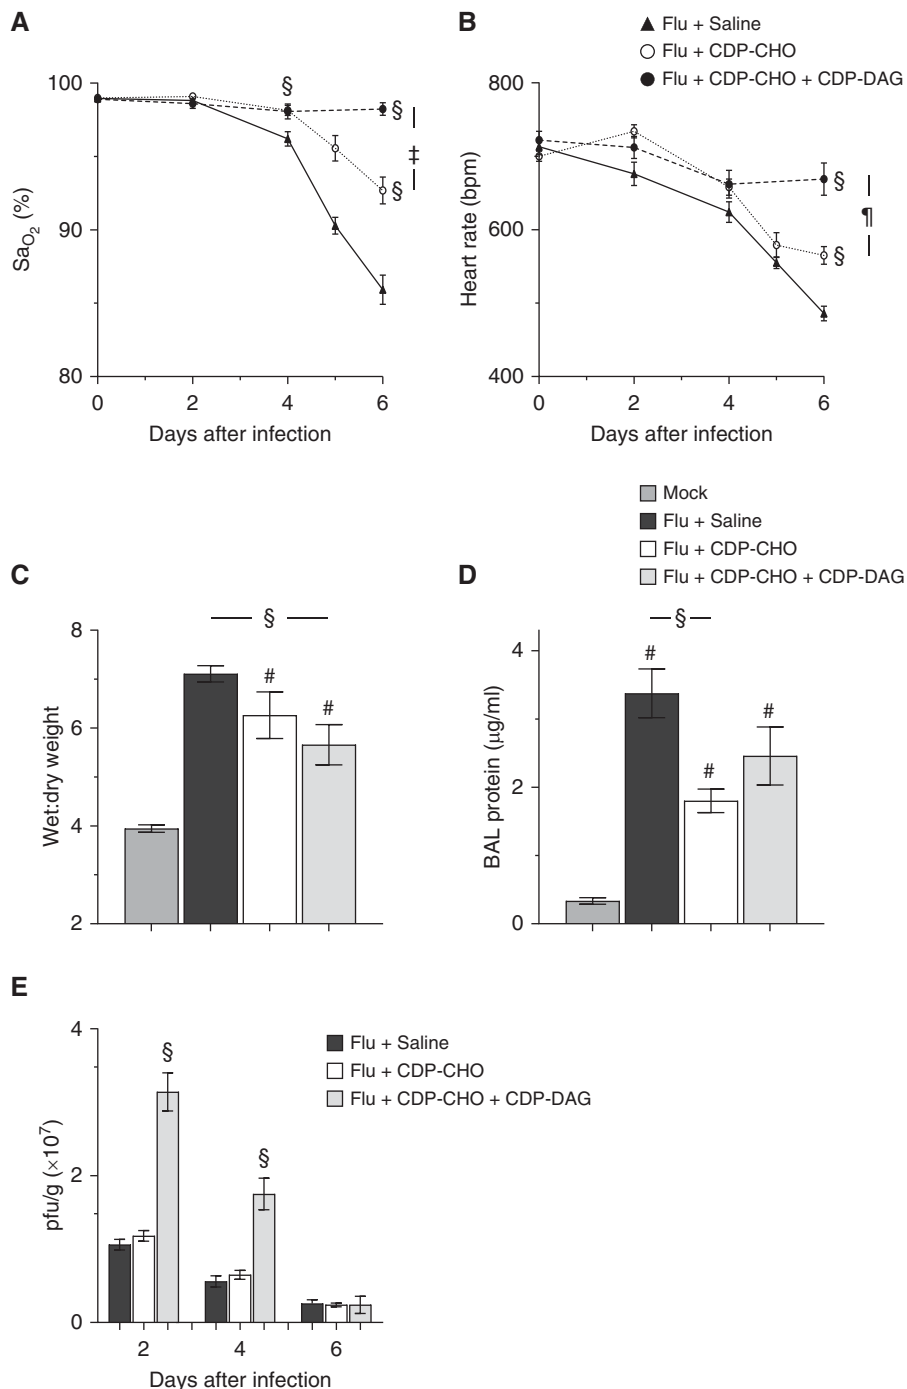 A
100
90
80
SaO2 (%)
§
§
‡
§
0 2 4 6
Days after infection
B
Flu + Saline
Flu + CDP-CHO
Flu + CDP-CHO + CDP-DAG
800
600
400
Heart rate (bpm)
§
¶
§
0 2 4 6
Days after infection
C
8
6
4
2
Wet:dry weight
§
#
#
Mock
Flu + Saline
Flu + CDP-CHO
Flu + CDP-CHO + CDP-DAG
D
4
2
0
BAL protein (μg/ml)
§
#
#
#
E
4
2
0
pfu/g (×10⁷)
§
§
Flu + Saline
Flu + CDP-CHO
Flu + CDP-CHO + CDP-DAG
2 4 6
Days after infection